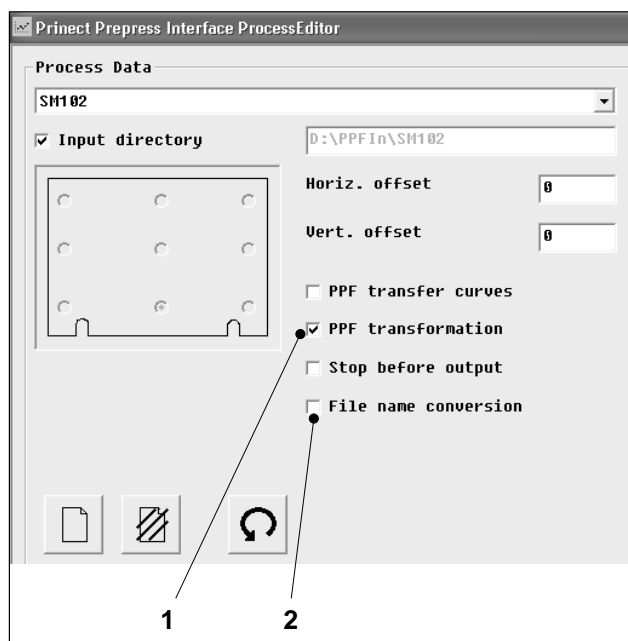 Prinect Prepress Interface ProcessEditor
Process Data
SM102
Input directory
D:\PPFIn\SM102
Horiz. offset
0
Vert. offset
0
PPF transfer curves
PPF transformation
Stop before output
File name conversion
1
2